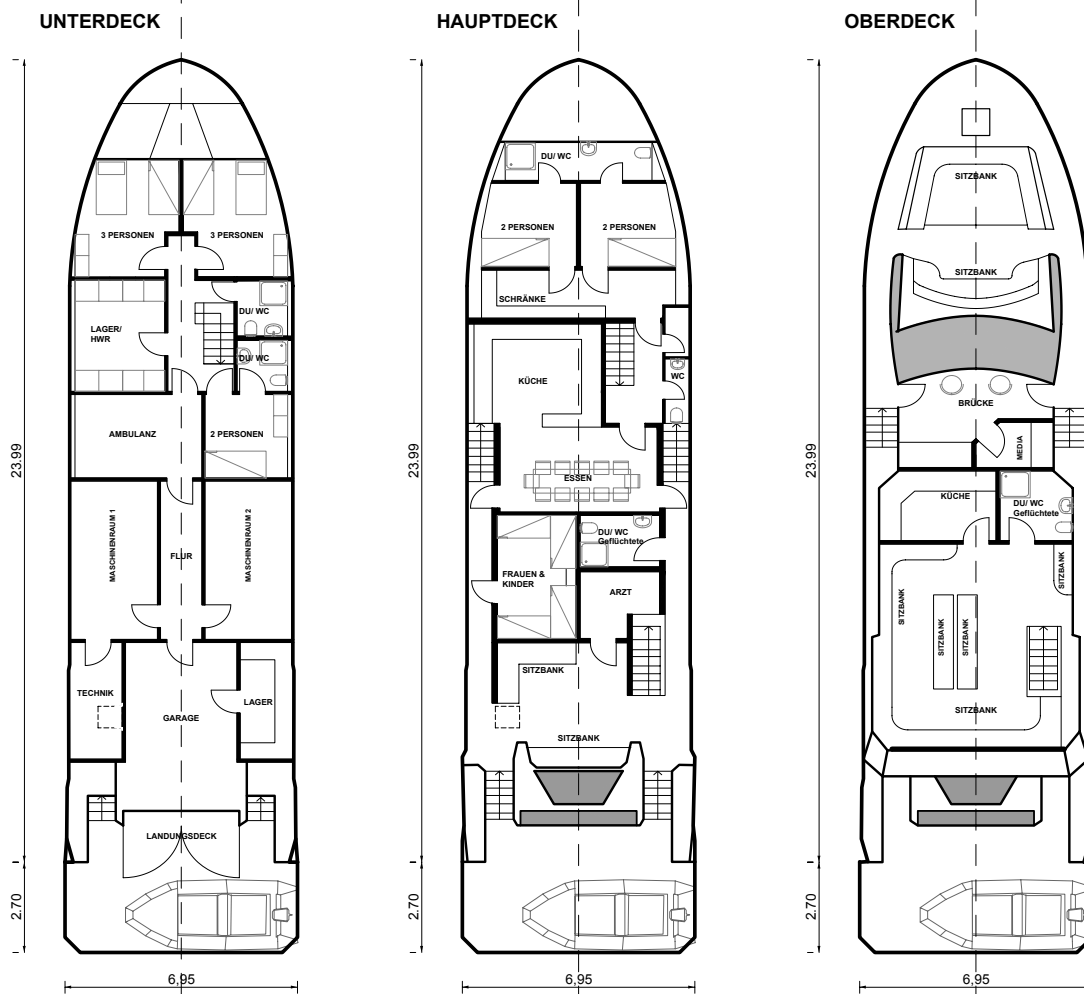 UNTERDECK
3 PERSONEN
3 PERSONEN
DU/ WC
LAGER/
HWR
DU/ WC
AMBULANZ
2 PERSONEN
MASCHINENRAUM 1
FLUR
MASCHINENRAUM 2
TECHNIK
GARAGE
LAGER
LANDUNGSDECK
23.99
2.70
6,95
HAUPTDECK
DU/ WC
2 PERSONEN
2 PERSONEN
SCHRÄNKE
KÜCHE
WC
ESSEN
DU/ WC
Geflüchtete
FRAUEN &
KINDER
ARZT
SITZBANK
SITZBANK
23.99
2.70
6,95
OBERDECK
SITZBANK
SITZBANK
BRÜCKE
MEDIA
KÜCHE
DU/ WC
Geflüchtete
SITZBANK
SITZBANK
SITZBANK
SITZBANK
SITZBANK
23.99
2.70
6,95